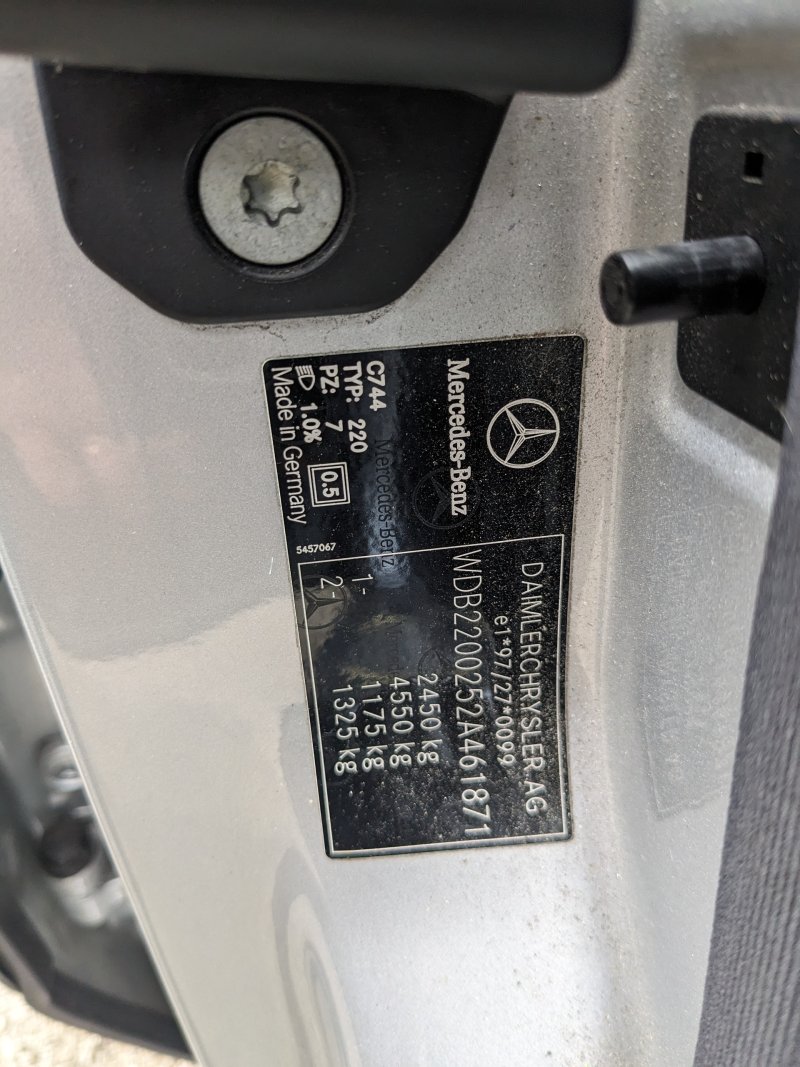 Mercedes-Benz
C744
TYP: 220
PZ: 7
1.0%
0.5
Made in Germany
5457067
DAIMLERCHRYSLER AG
e1*97/27*0099
WDB2200252A461871
2450 kg
4550 kg
1- 1175 kg
2- 1325 kg
Mercedes-Benz